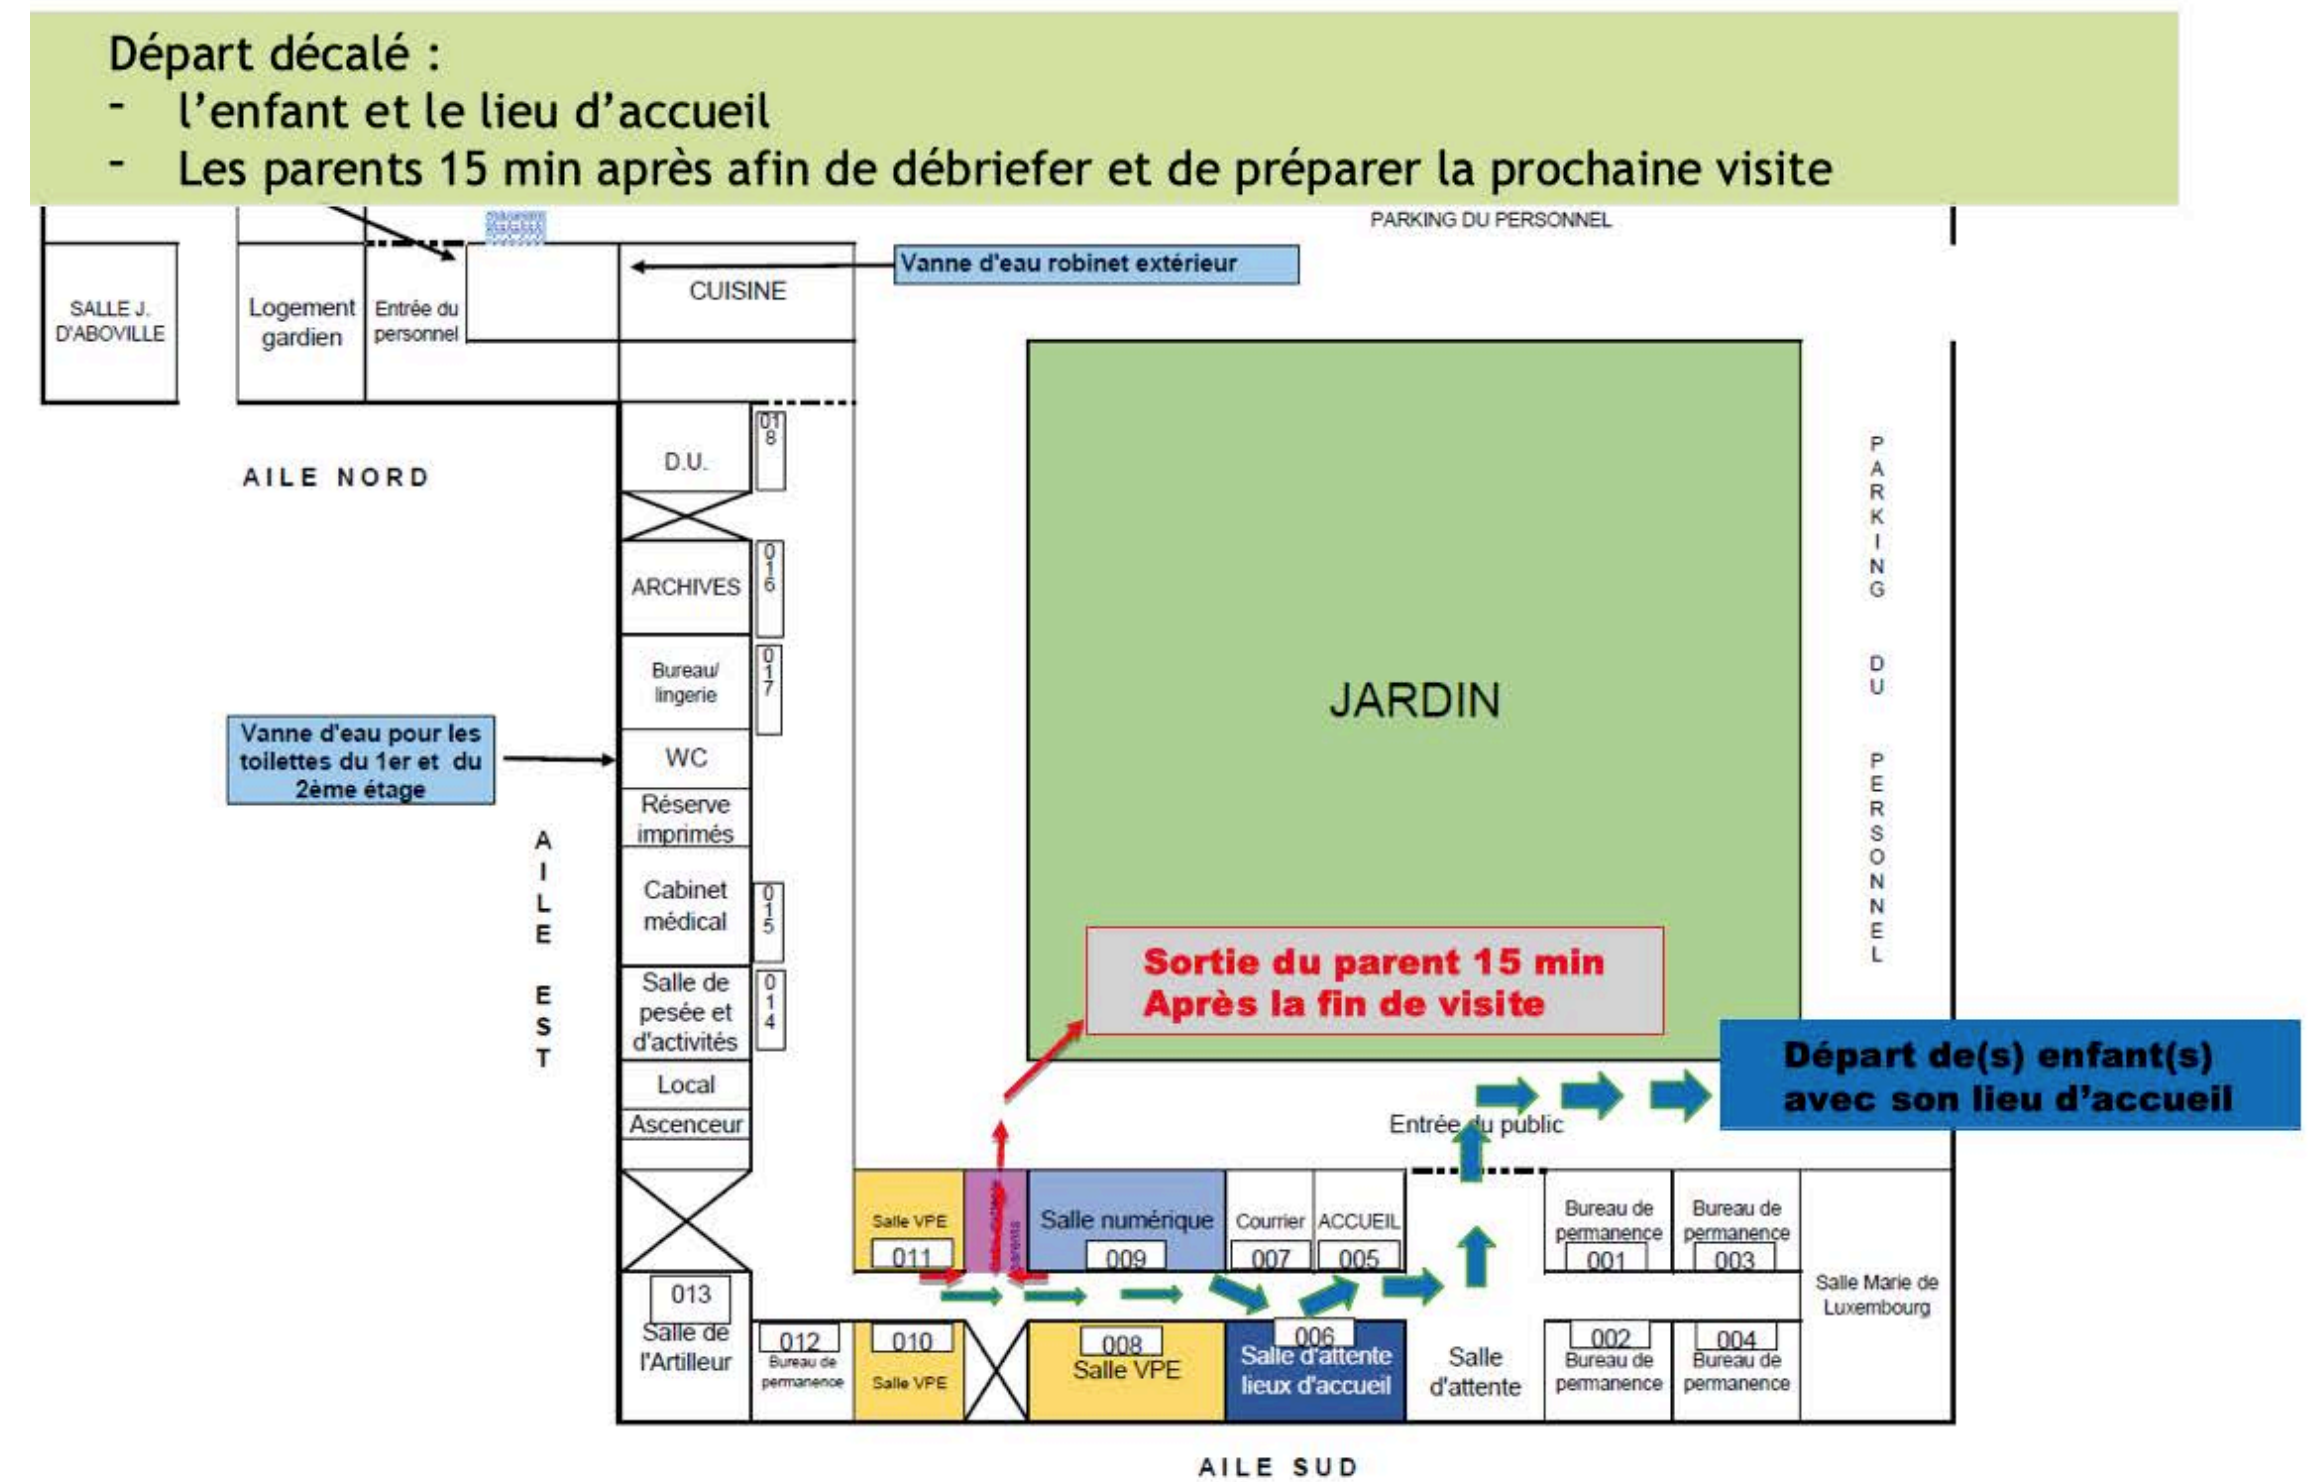 Départ décalé :
- l'enfant et le lieu d'accueil
- Les parents 15 min après afin de débriefer et de préparer la prochaine visite
PARKING DU PERSONNEL
Vanne d'eau robinet extérieur
CUISINE
SALLE J.
D'ABOVILLE
Logement
gardien
Entrée du
personnel
018
D.U.
AILE NORD
016
ARCHIVES
017
Bureau/
lingerie
Vanne d'eau pour les
toilettes du 1er et du
2ème étage
WC
Réserve
imprimés
Cabinet
médical
015
AILE EST
Salle de
pesée et
d'activités
014
Local
Ascenceur
JARDIN
PARKING DU PERSONNEL
Sortie du parent 15 min
Après la fin de visite
Départ de(s) enfant(s)
avec son lieu d'accueil
Entrée du public
Salle VPE
011
parents
Salle numérique
009
Courrier
007
ACCUEIL
005
Bureau de
permanence
001
Bureau de
permanence
003
Salle Marie de
Luxembourg
013
Salle de
l'Artilleur
012
Bureau de
permanence
010
Salle VPE
008
Salle VPE
006
Salle d'attente
lieux d'accueil
Salle
d'attente
002
Bureau de
permanence
004
Bureau de
permanence
AILE SUD